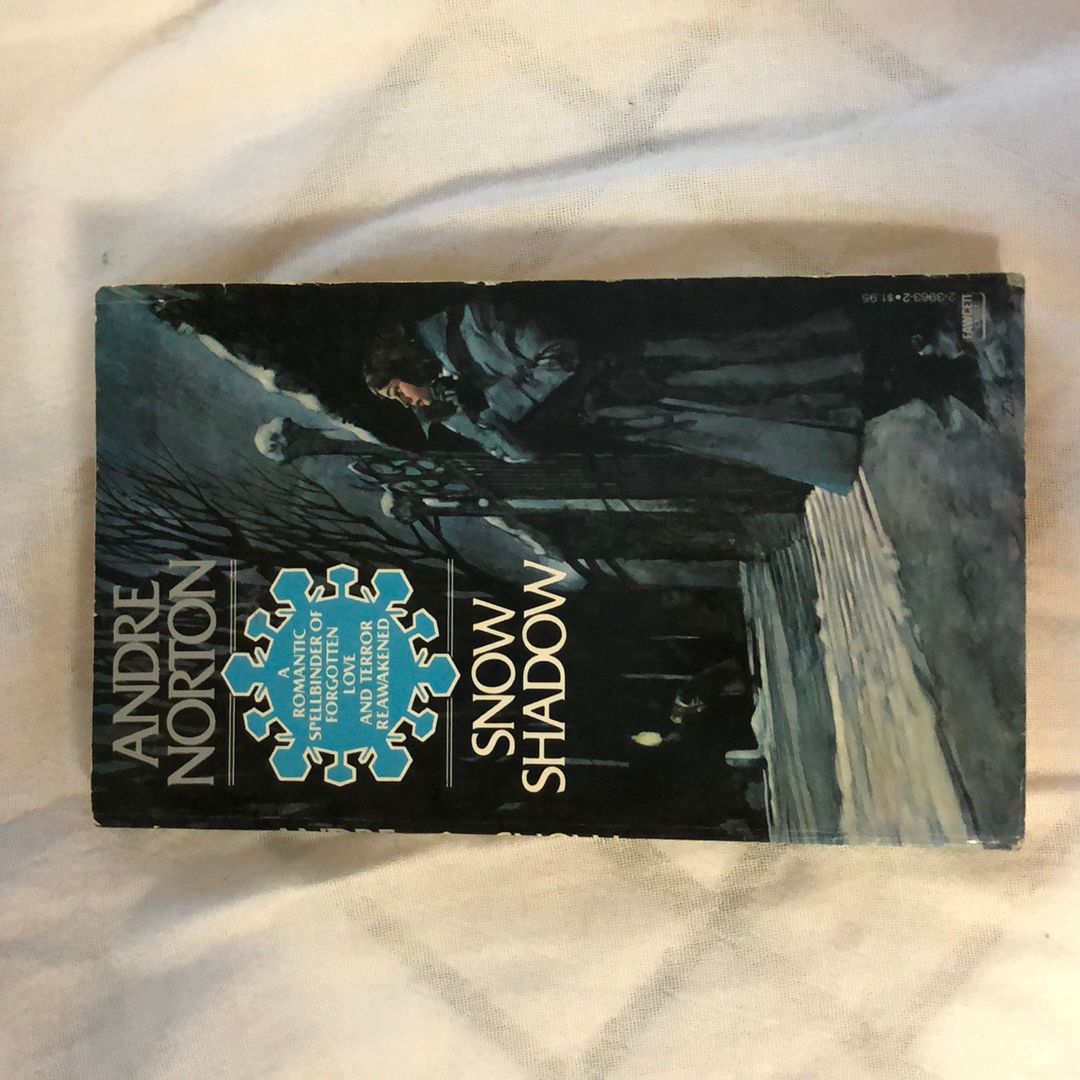 ANDRE
NORTON
A
ROMANTIC
SPELLBINDER OF
FORGOTTEN
LOVE
AND TERROR
REAWAKENED
SNOW
SHADOW
2-3963-2 • $1.95
FAWCETT